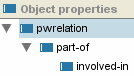 Object properties
pwrelation
part-of
involved-in